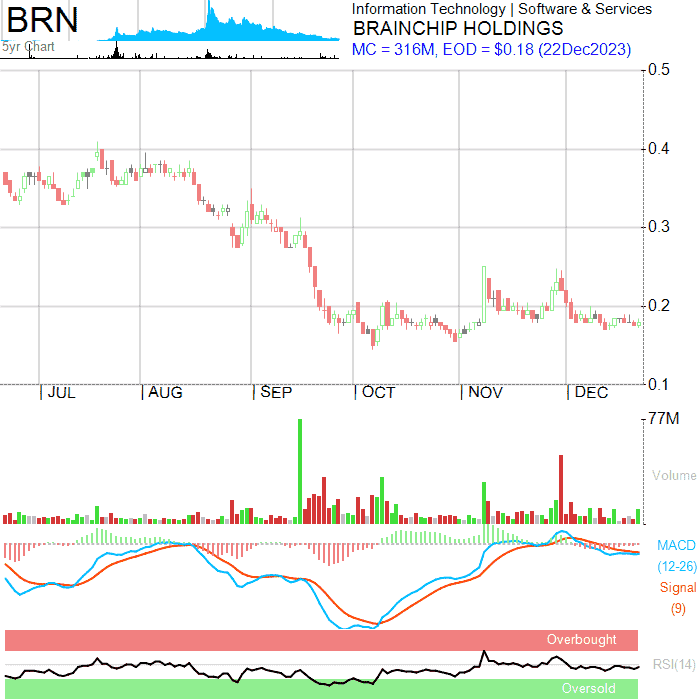 BRN
5yr Chart
Information Technology | Software & Services
BRAINCHIP HOLDINGS
MC = 316M, EOD = $0.18 (22Dec2023)
0.5
0.4
0.3
0.2
0.1
| JUL | AUG | SEP | OCT | NOV | DEC
77M
Volume
MACD
(12-26)
Signal
(9)
Overbought
RSI(14)
Oversold